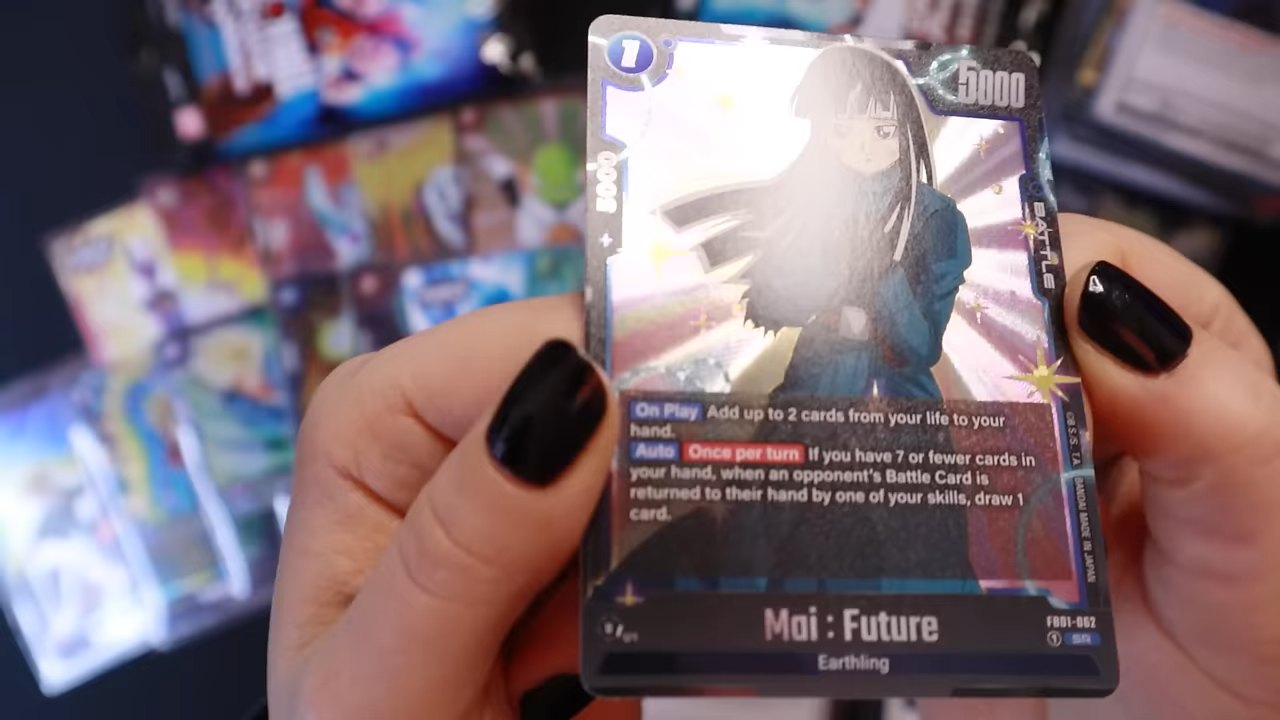 1
5000
5000 +
BATTLE
On Play Add up to 2 cards from your life to your
hand.
Auto Once per turn If you have 7 or fewer cards in
your hand, when an opponent's Battle Card is
returned to their hand by one of your skills, draw 1
card.
BANDAI MADE IN JAPAN
Mai : Future
FB01-062
1 SR
Earthling